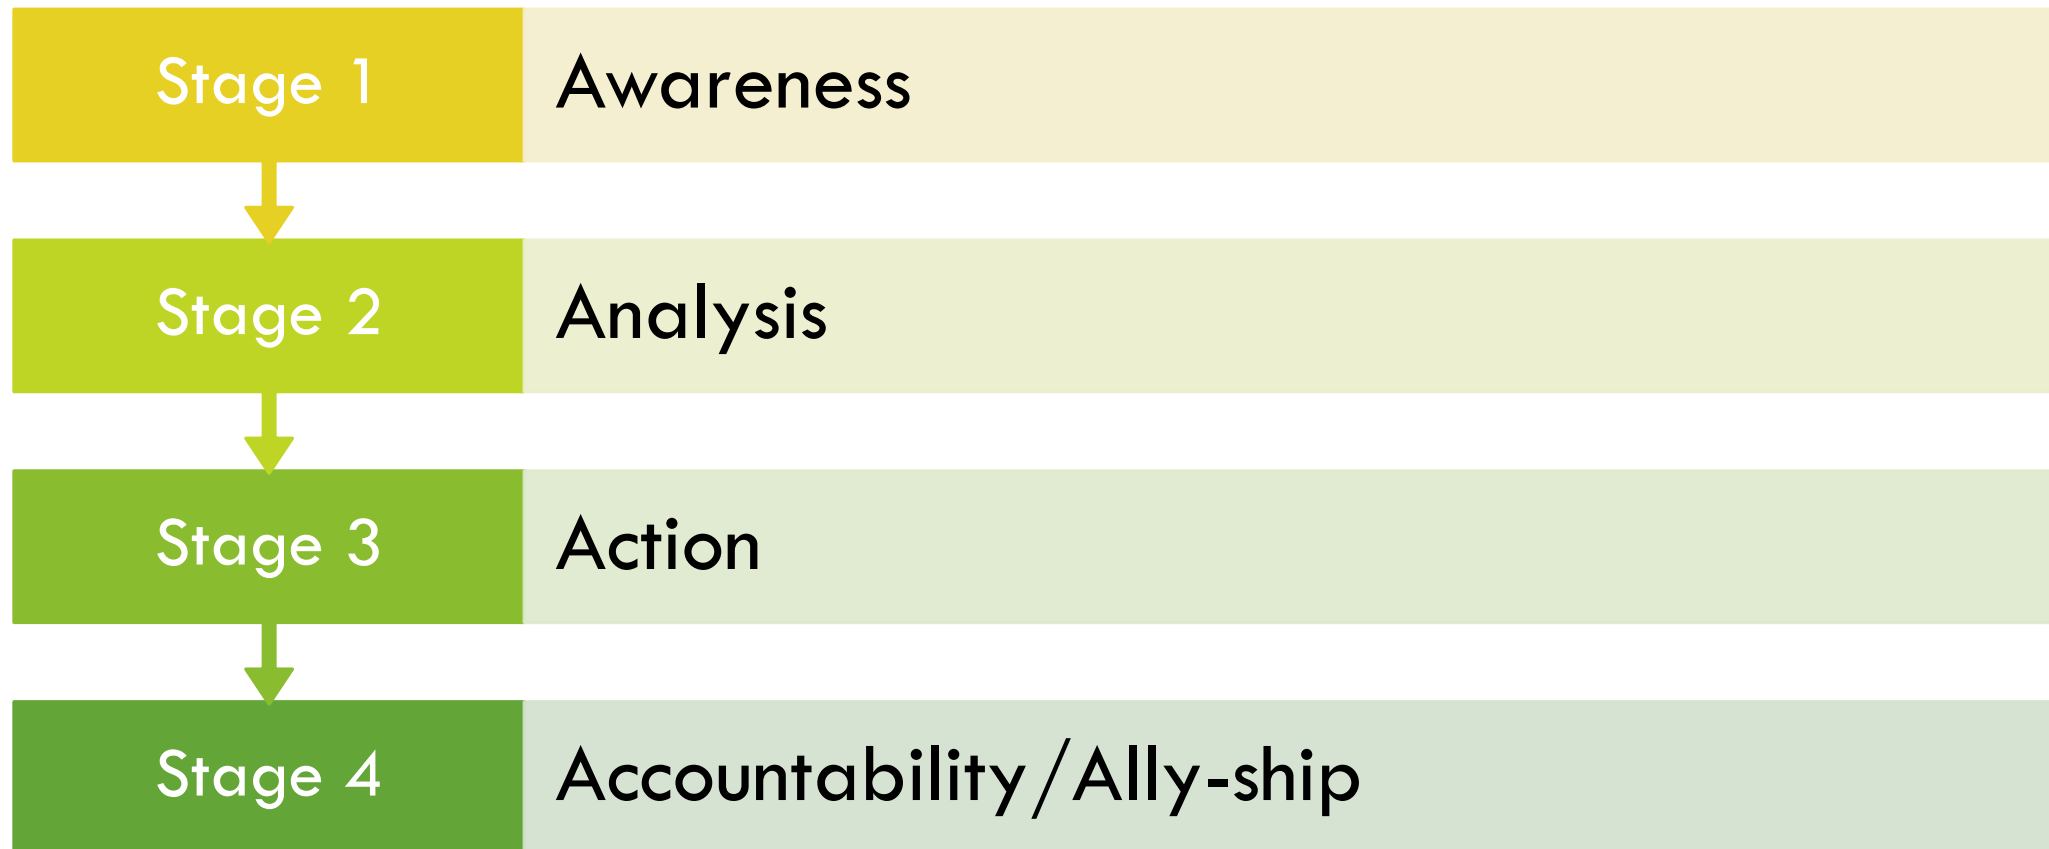 Stage 1
Awareness
Stage 2
Analysis
Stage 3
Action
Stage 4
Accountability/Ally-ship